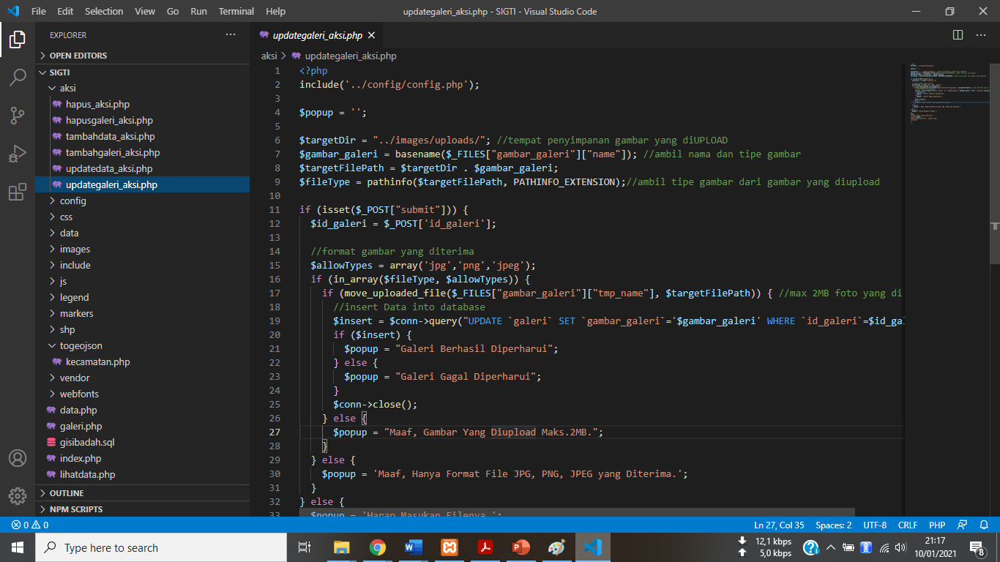 File Edit Selection View Go Run Terminal Help
updategaleri_aksi.php - SIGTI - Visual Studio Code
EXPLORER
OPEN EDITORS
SIGTI
aksi
hapus_aksi.php
hapusgaleri_aksi.php
tambahdata_aksi.php
tambahgaleri_aksi.php
updatedata_aksi.php
updategaleri_aksi.php
config
css
data
images
include
js
legend
markers
shp
togeojson
kecamatan.php
vendor
webfonts
data.php
galeri.php
gisibadah.sql
index.php
lihatdata.php
OUTLINE
NPM SCRIPTS
updategaleri_aksi.php
aksi > updategaleri_aksi.php
1 <?php
2 include('../config/config.php');
3
4 $popup = '';
5
6 $targetDir = "../images/uploads/"; //tempat penyimpanan gambar yang diUPLOAD
7 $gambar_galeri = basename($_FILES["gambar_galeri"]["name"]); //ambil nama dan tipe gambar
8 $targetFilePath = $targetDir . $gambar_galeri;
9 $fileType = pathinfo($targetFilePath, PATHINFO_EXTENSION);//ambil tipe gambar dari gambar yang diupload
10
11 if (isset($_POST["submit"])) {
12 $id_galeri = $_POST['id_galeri'];
13
14 //format gambar yang diterima
15 $allowTypes = array('jpg','png','jpeg');
16 if (in_array($fileType, $allowTypes)) {
17 if (move_uploaded_file($_FILES["gambar_galeri"]["tmp_name"], $targetFilePath)) { //max 2MB foto yang di
18 //insert Data into database
19 $insert = $conn->query("UPDATE `galeri` SET `gambar_galeri`='$gambar_galeri' WHERE `id_galeri`=$id_gal
20 if ($insert) {
21 $popup = "Galeri Berhasil Diperharui";
22 } else {
23 $popup = "Galeri Gagal Diperharui";
24 }
25 $conn->close();
26 } else {
27 $popup = "Maaf, Gambar Yang Diupload Maks.2MB.";
28 }
29 } else {
30 $popup = 'Maaf, Hanya Format File JPG, PNG, JPEG yang Diterima.';
31 }
32 } else {
33 $popup = 'Harap Masukan Filenya.';
0 0
Ln 27, Col 35 Spaces: 2 UTF-8 CRLF PHP
Type here to search
12,1 kbps
5,0 kbps
21:17
10/01/2021
8